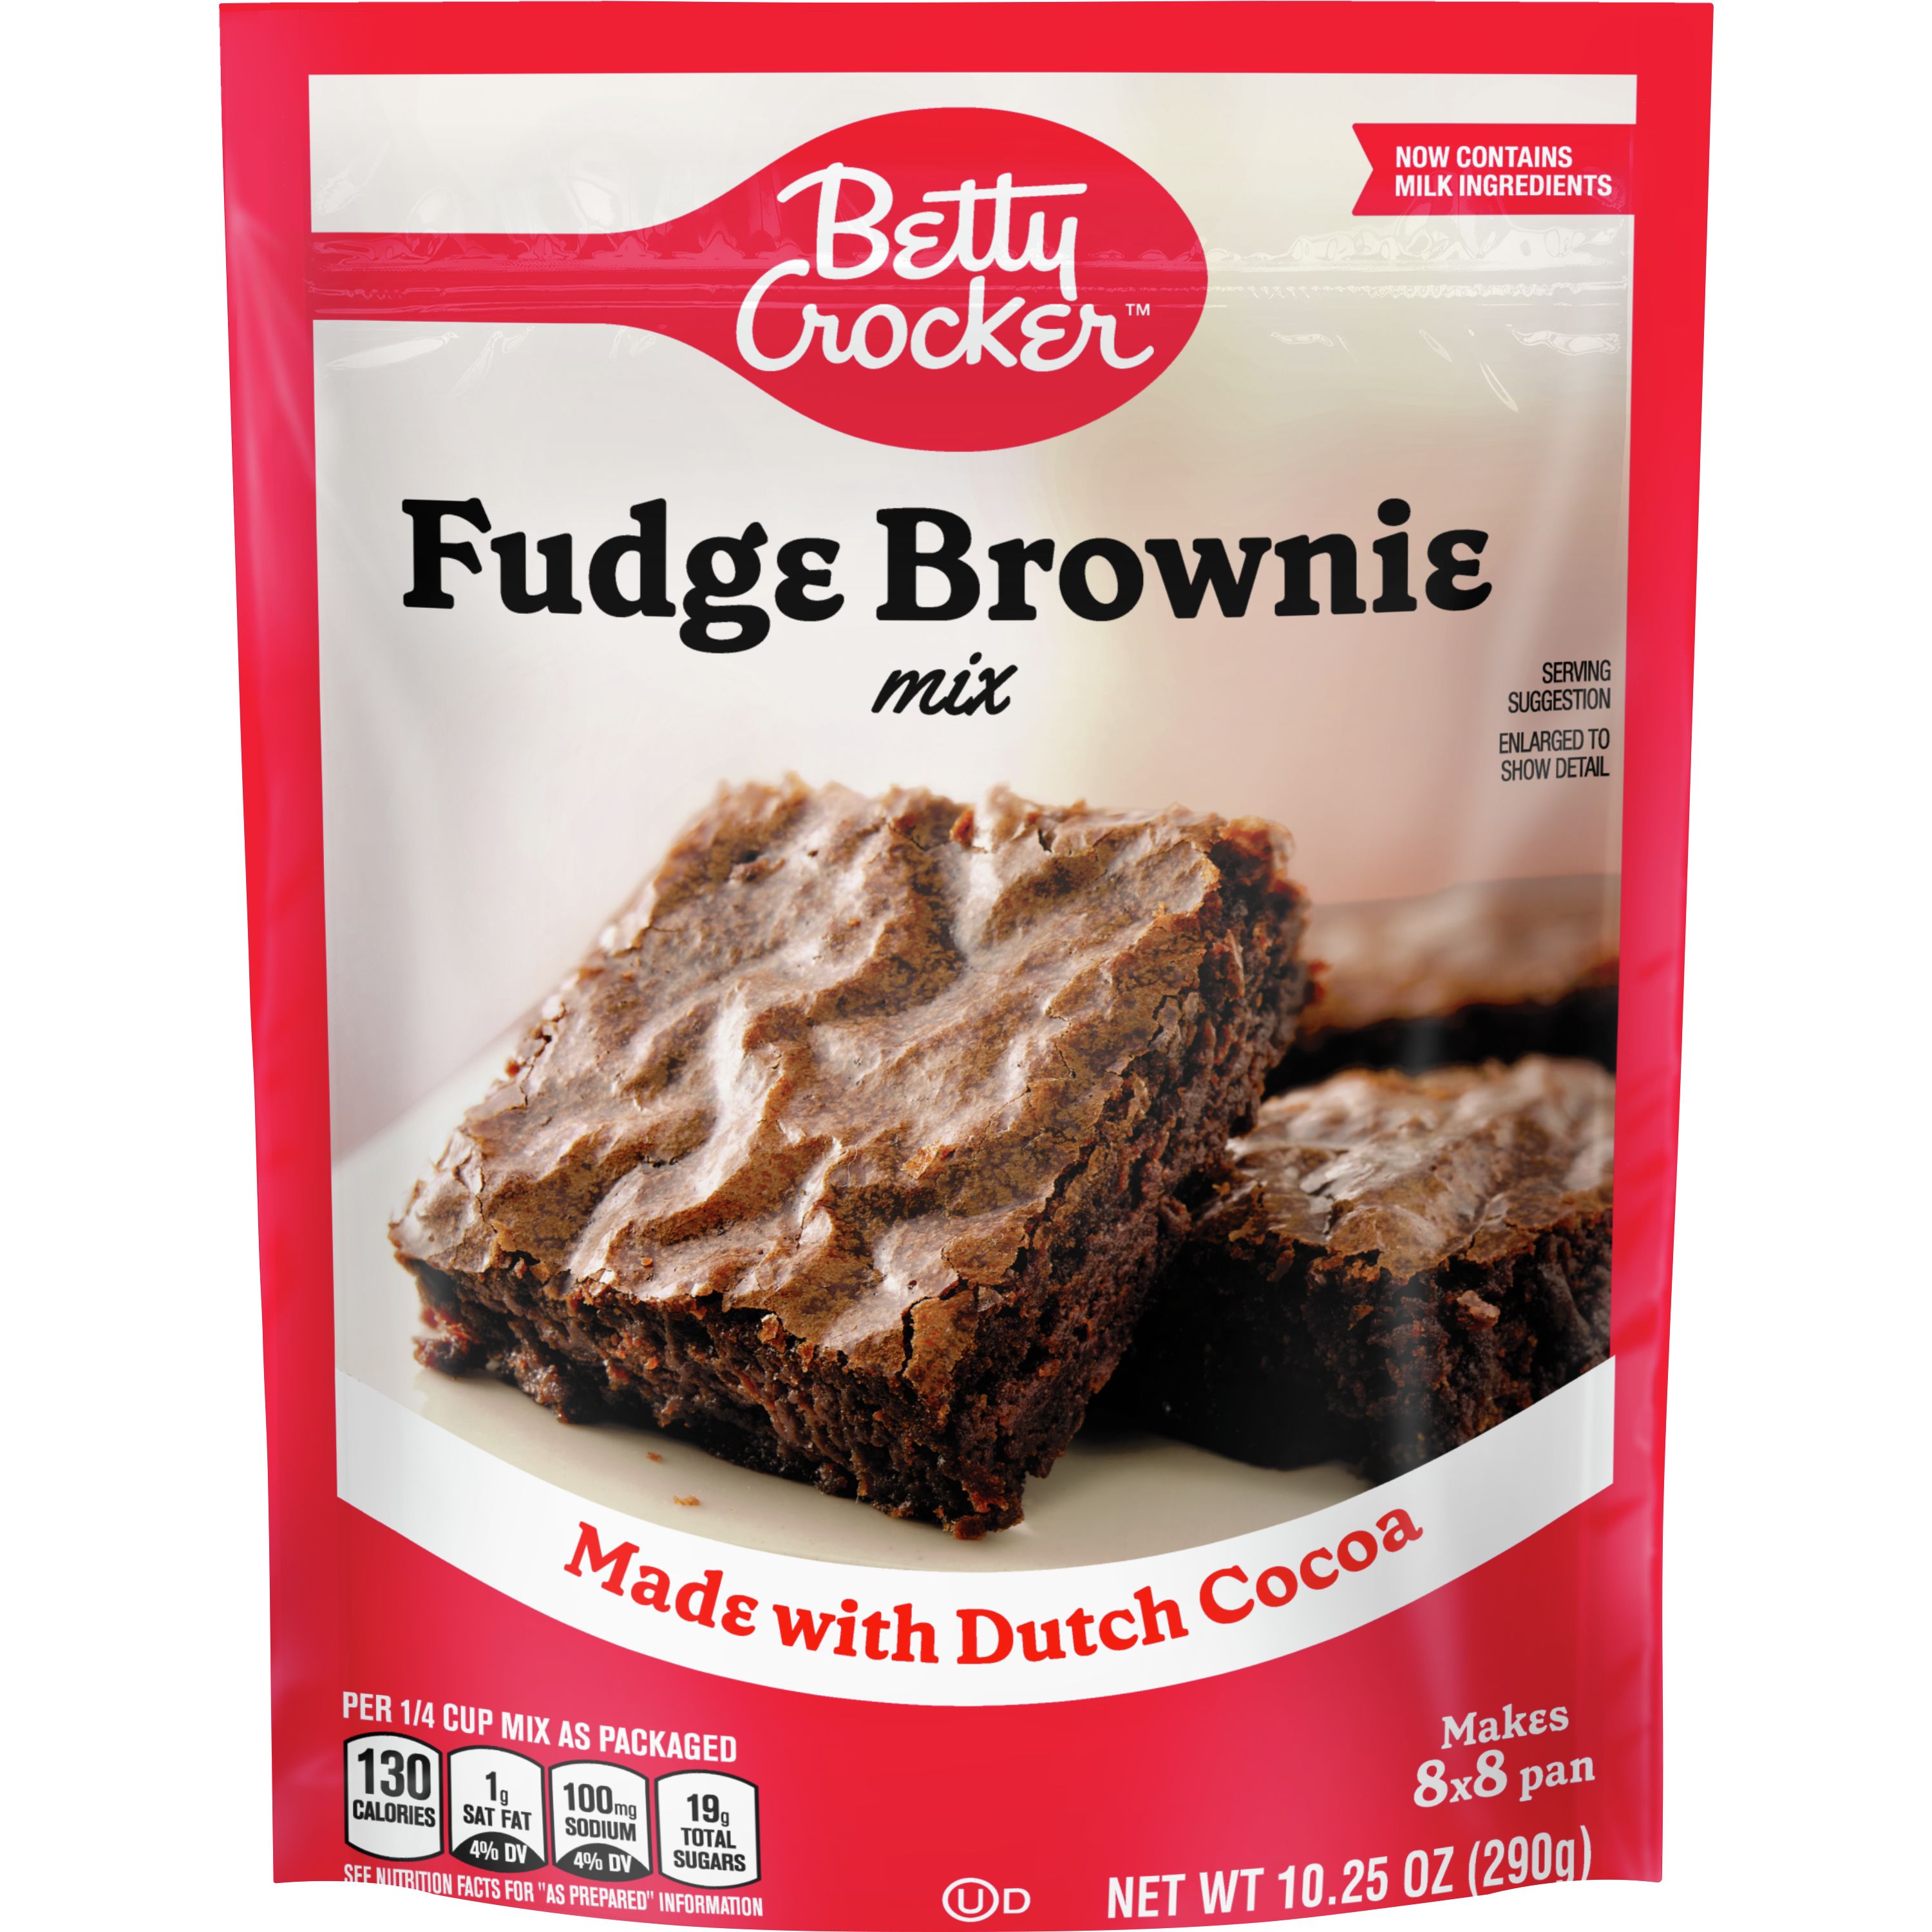 Betty
Crocker™
NOW CONTAINS
MILK INGREDIENTS
Fudge Brownie
mix
SERVING
SUGGESTION
ENLARGED TO
SHOW DETAIL
Made with Dutch Cocoa
PER 1/4 CUP MIX AS PACKAGED
130
CALORIES
1g
SAT FAT
4% DV
100mg
SODIUM
4% DV
19g
TOTAL
SUGARS
SEE NUTRITION FACTS FOR "AS PREPARED" INFORMATION
U D
Makes
8x8 pan
NET WT 10.25 OZ (290g)